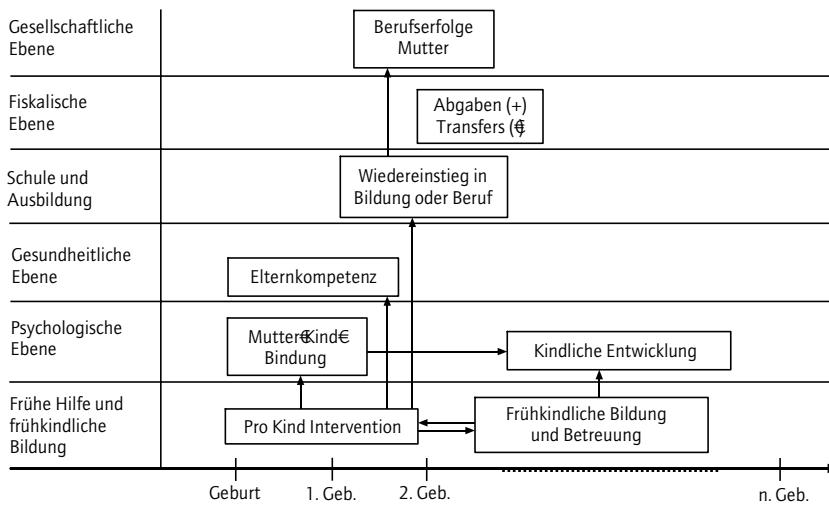 Gesellschaftliche
Ebene
Berufserfolge
Mutter
Fiskalische
Ebene
Abgaben (+)
Transfers (€)
Schule und
Ausbildung
Wiedereinstieg in
Bildung oder Beruf
Gesundheitliche
Ebene
Elternkompetenz
Psychologische
Ebene
Mutter€Kind€
Bindung
Kindliche Entwicklung
Frühe Hilfe und
frühkindliche
Bildung
Pro Kind Intervention
Frühkindliche Bildung
und Betreuung
Geburt
1. Geb.
2. Geb.
n. Geb.